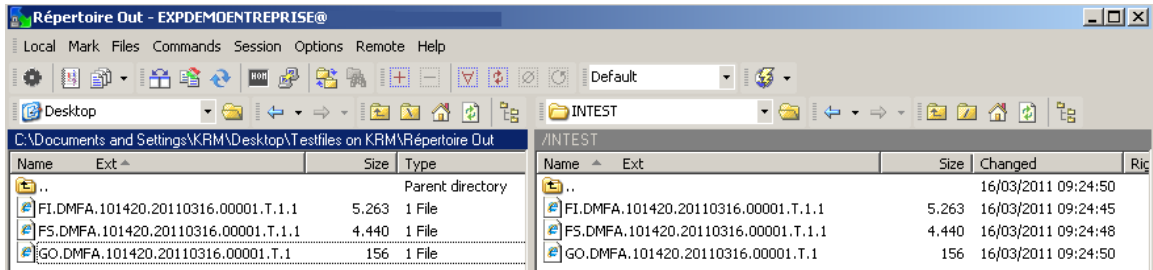 Répertoire Out - EXPDEMOENTREPRISE@
Local Mark Files Commands Session Options Remote Help
Default
Desktop
INTEST
C:\Documents and Settings\KRM\Desktop\Testfiles on KRM\Répertoire Out
/INTEST
Name Ext Size Type
Name Ext Size Changed Rig
.. Parent directory
.. 16/03/2011 09:24:50
FI.DMFA.101420.20110316.00001.T.1.1 5.263 1 File
FI.DMFA.101420.20110316.00001.T.1.1 5.263 16/03/2011 09:24:45
FS.DMFA.101420.20110316.00001.T.1.1 4.440 1 File
FS.DMFA.101420.20110316.00001.T.1.1 4.440 16/03/2011 09:24:48
GO.DMFA.101420.20110316.00001.T.1 156 1 File
GO.DMFA.101420.20110316.00001.T.1 156 16/03/2011 09:24:50